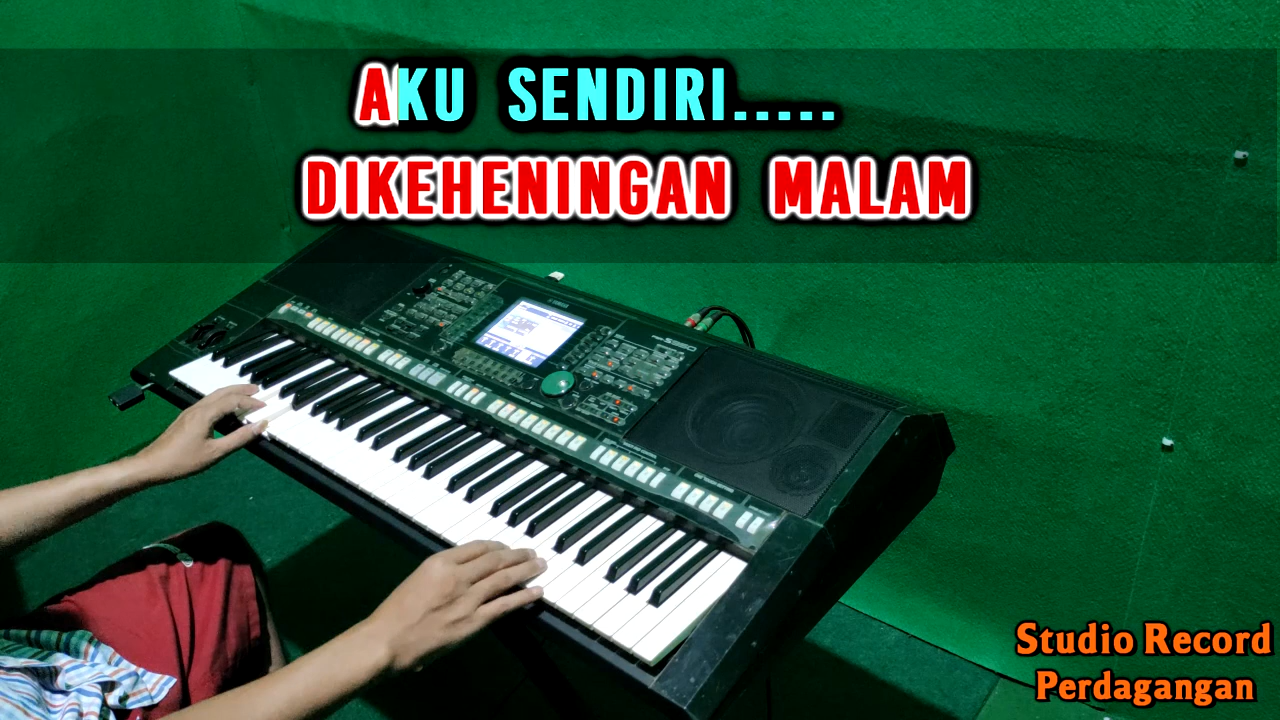 AKU SENDIRI.....
DIKEHENINGAN MALAM
Studio Record
Perdagangan